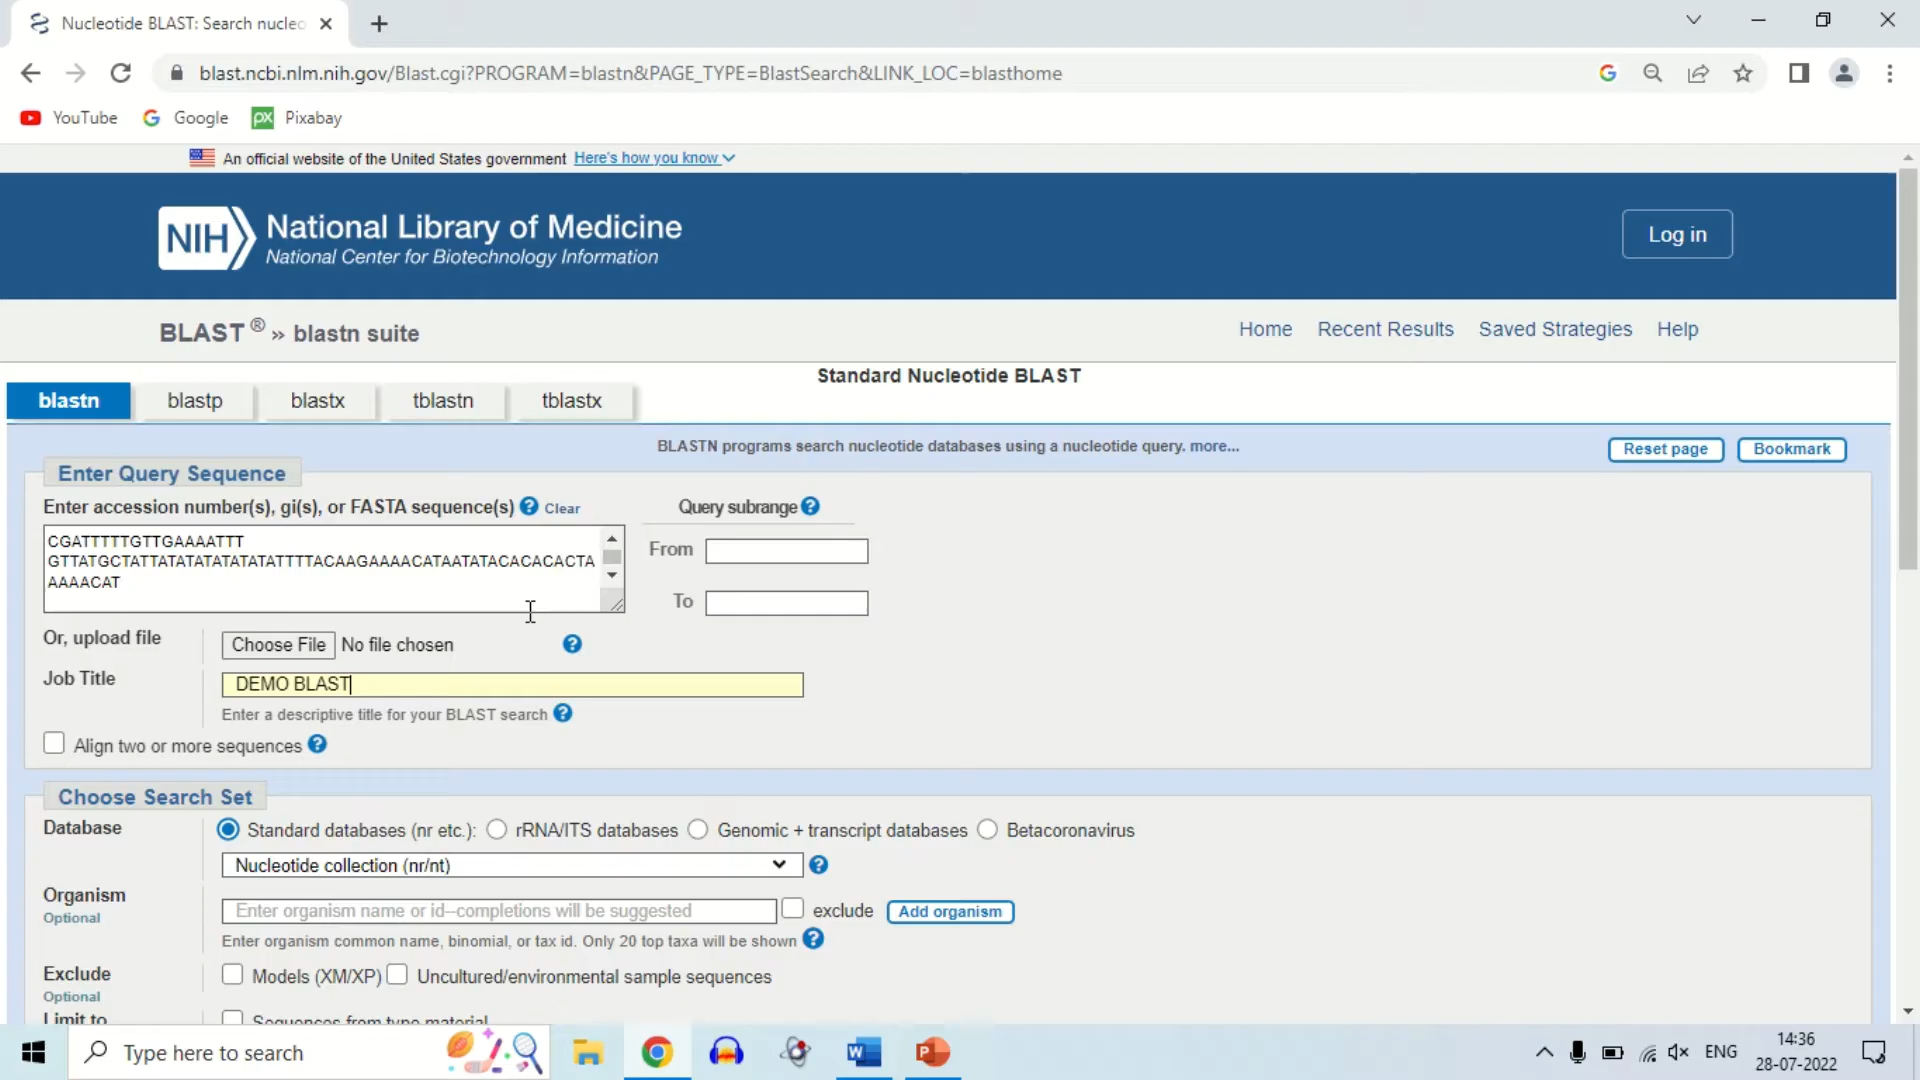 Nucleotide BLAST: Search nucleo
blast.ncbi.nlm.nih.gov/Blast.cgi?PROGRAM=blastn&PAGE_TYPE=BlastSearch&LINK_LOC=blasthome
YouTube Google px Pixabay
An official website of the United States government Here's how you know
NIH National Library of Medicine
National Center for Biotechnology Information
Log in
BLAST ® » blastn suite
Home Recent Results Saved Strategies Help
Standard Nucleotide BLAST
blastn blastp blastx tblastn tblastx
BLASTN programs search nucleotide databases using a nucleotide query. more...
Reset page Bookmark
Enter Query Sequence
Enter accession number(s), gi(s), or FASTA sequence(s) ? Clear
Query subrange ?
CGATTTTTGTTGAAAATTT
GTTATGCTATTATATATATATATATTTTACAAGAAAACATAATATACACACACTA
AAAACAT
From
To
Or, upload file Choose File No file chosen ?
Job Title DEMO BLAST
Enter a descriptive title for your BLAST search ?
Align two or more sequences ?
Choose Search Set
Database Standard databases (nr etc.): rRNA/ITS databases Genomic + transcript databases Betacoronavirus
Nucleotide collection (nr/nt) ?
Organism
Optional
Enter organism name or id--completions will be suggested exclude Add organism
Enter organism common name, binomial, or tax id. Only 20 top taxa will be shown ?
Exclude
Optional
Models (XM/XP) Uncultured/environmental sample sequences
Limit to Sequences from type material
Type here to search
W P
ENG
14:36
28-07-2022